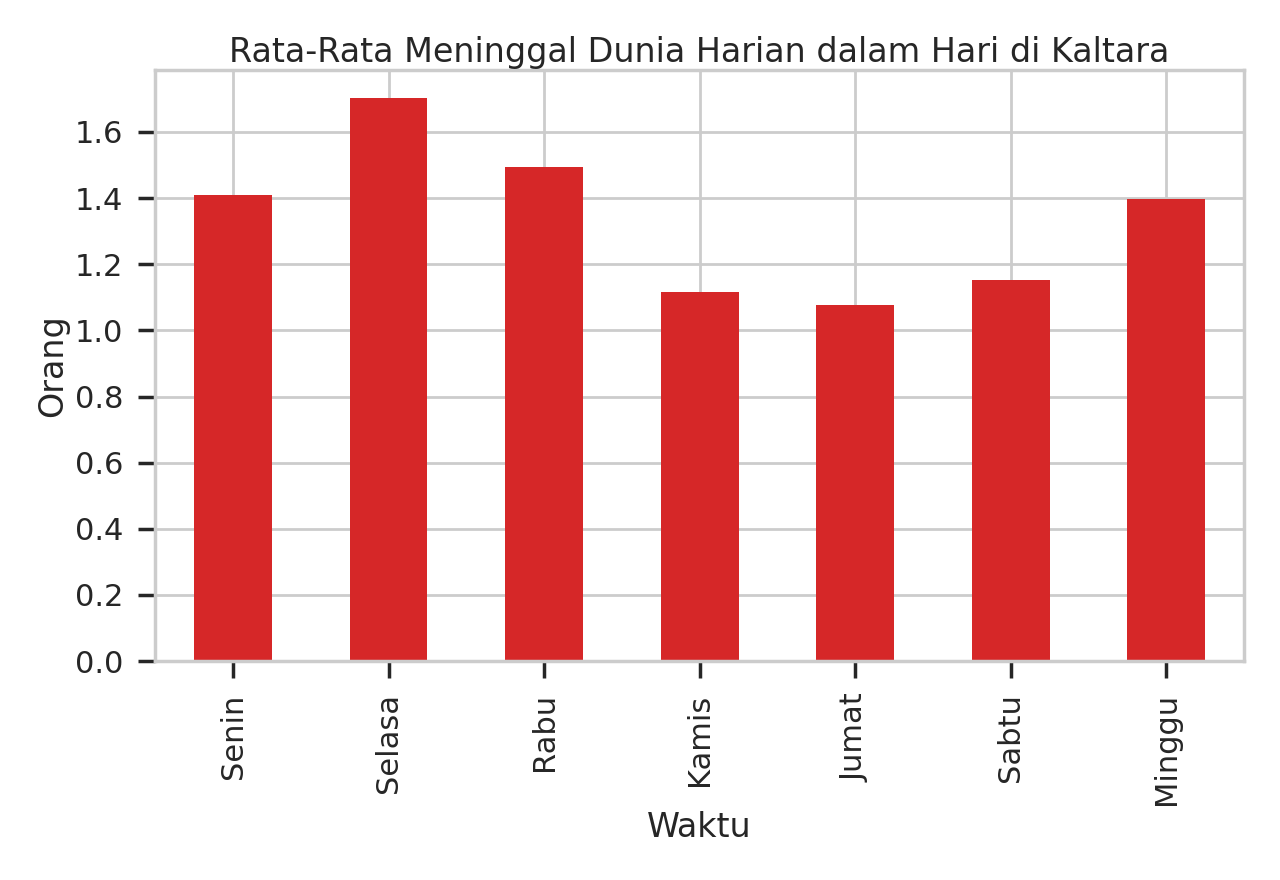 Rata-Rata Meninggal Dunia Harian dalam Hari di Kaltara
Orang
1.6
1.4
1.2
1.0
0.8
0.6
0.4
0.2
0.0
Senin
Selasa
Rabu
Kamis
Jumat
Sabtu
Minggu
Waktu